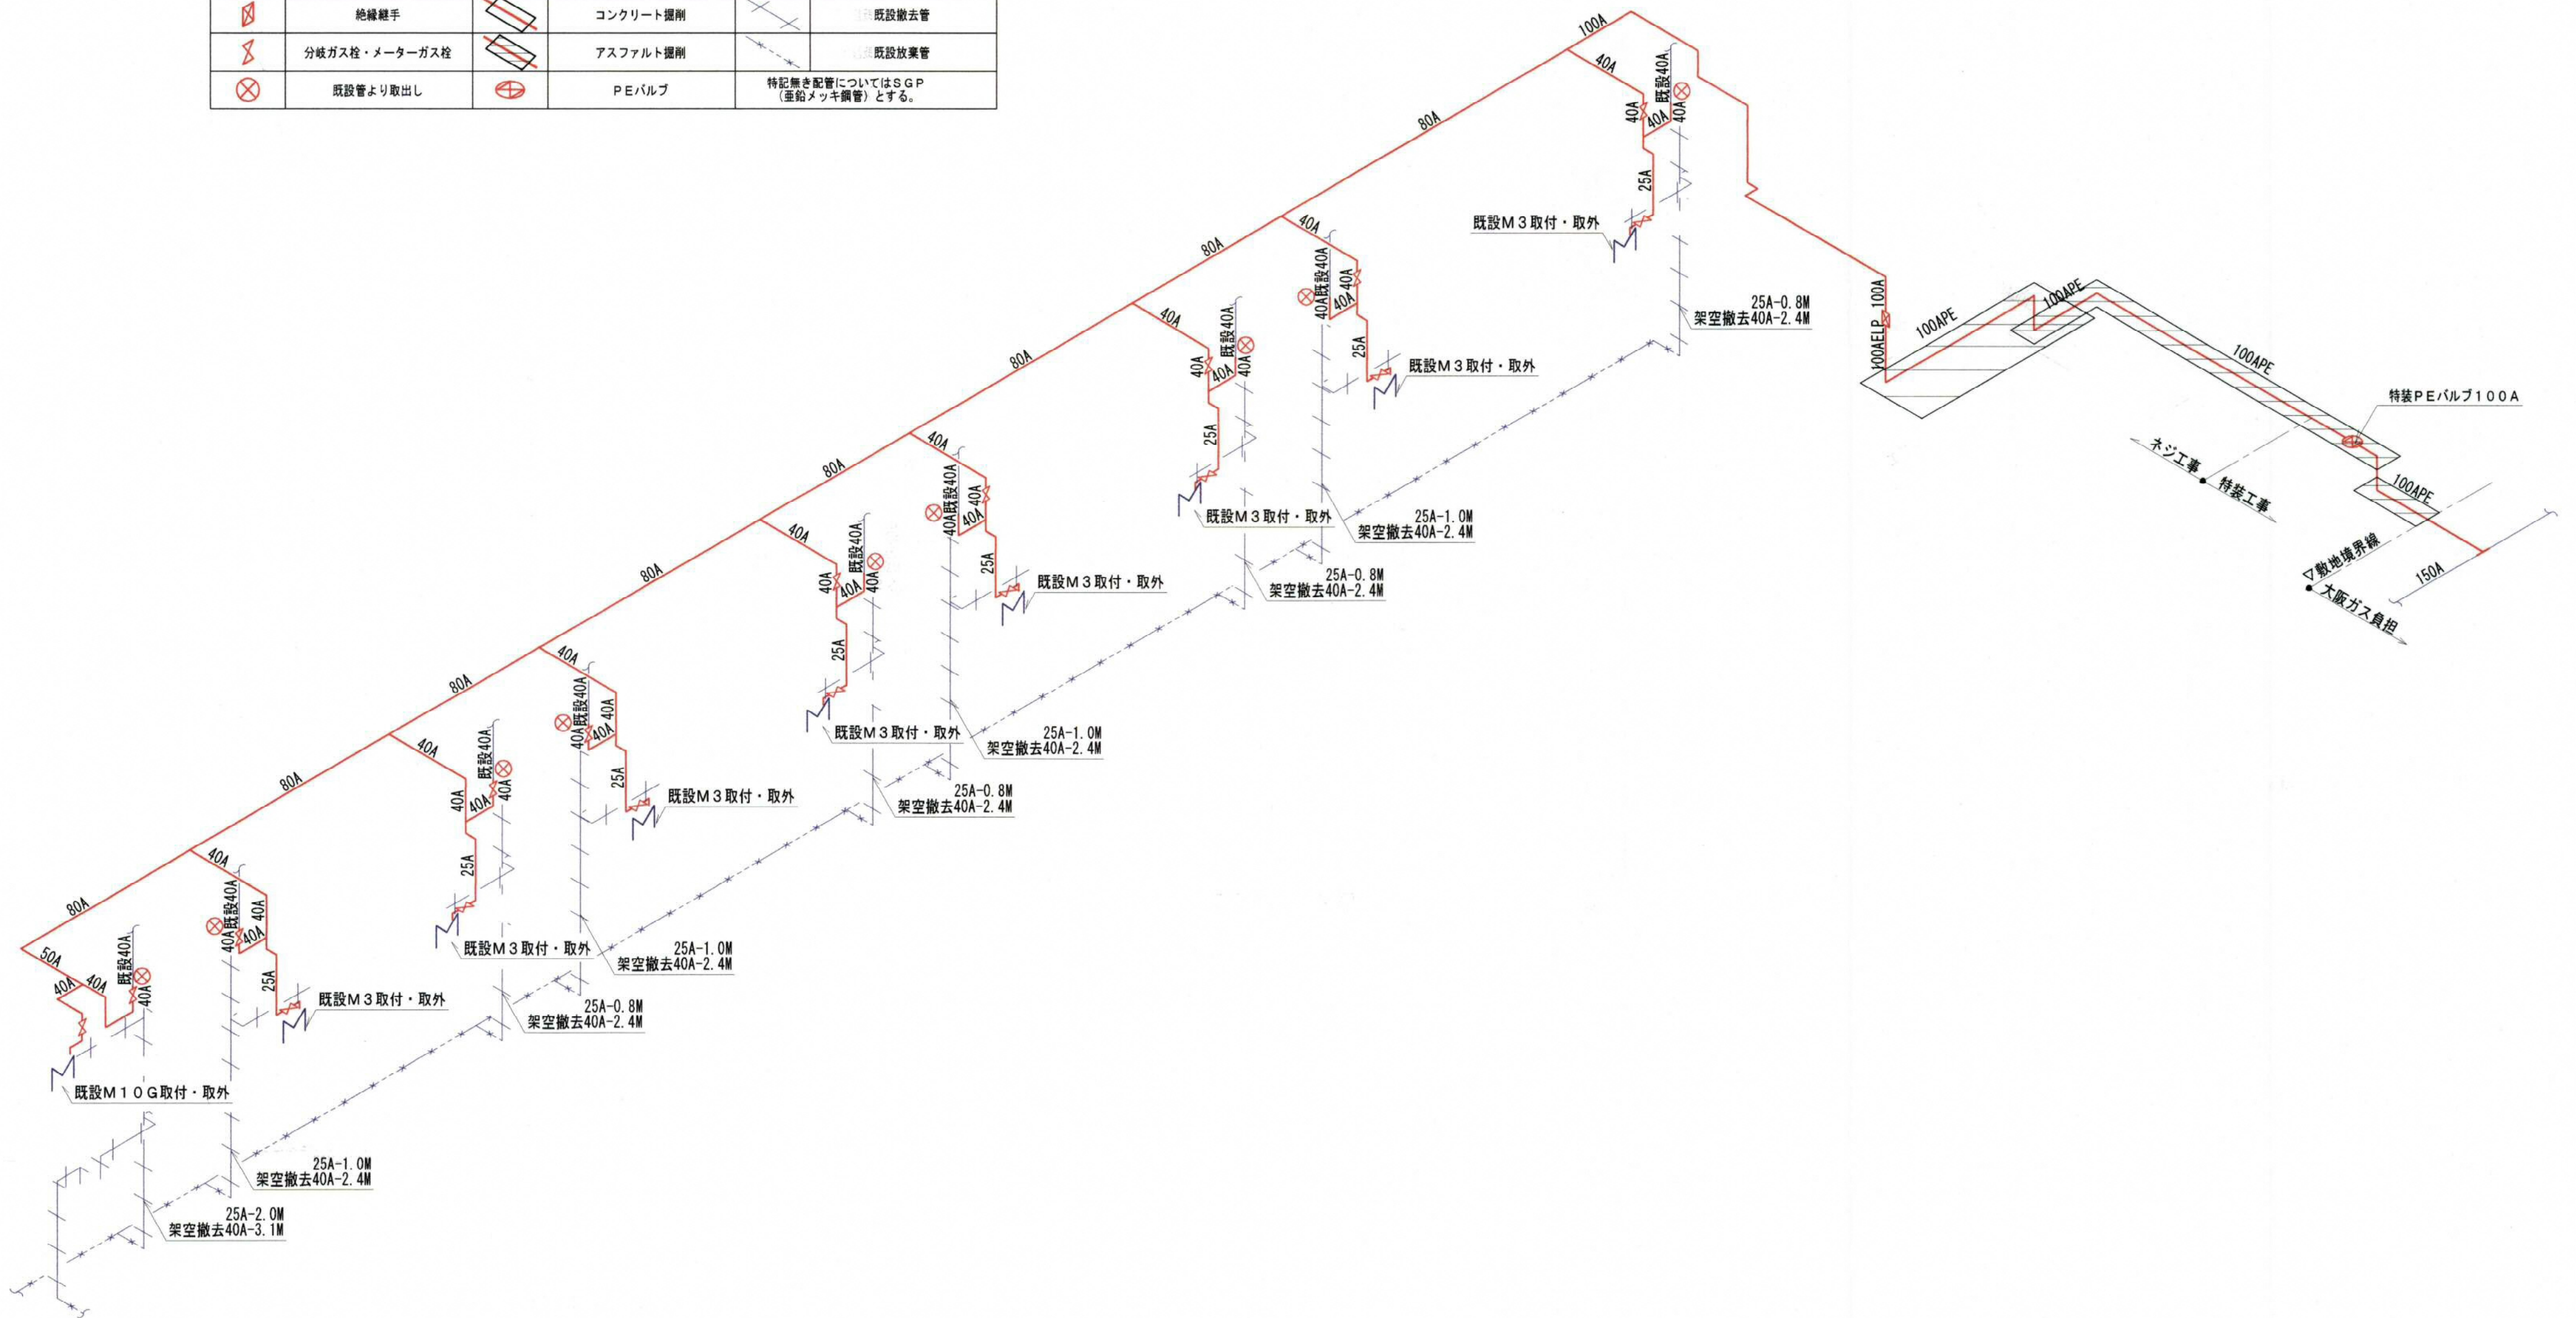 絶縁継手
コンクリート掘削
既設撤去管
分岐ガス栓・メーターガス栓
アスファルト掘削
既設放棄管
既設管より取出し
PEバルブ
特記無き配管についてはSGP
(亜鉛メッキ鋼管)とする。
100A
40A
既設40A
80A
40A
40A
40A
25A
既設M3取付・取外
25A-0.8M
架空撤去40A-2.4M
100AELP 100A
100APE
100APE
100APE
特装PEバルブ100A
100APE
ネジ工事
特装工事
▽敷地境界線
大阪ガス負担
150A
80A
40A
既設40A
40A
40A
40A
25A
既設M3取付・取外
25A-1.0M
架空撤去40A-2.4M
80A
40A
既設40A
40A
40A
40A
25A
既設M3取付・取外
25A-0.8M
架空撤去40A-2.4M
80A
40A
既設40A
40A
40A
40A
25A
既設M3取付・取外
25A-1.0M
架空撤去40A-2.4M
80A
40A
既設40A
40A
40A
40A
25A
既設M3取付・取外
25A-0.8M
架空撤去40A-2.4M
80A
40A
既設40A
40A
40A
40A
25A
既設M3取付・取外
25A-1.0M
架空撤去40A-2.4M
80A
40A
既設40A
40A
40A
40A
25A
既設M3取付・取外
25A-0.8M
架空撤去40A-2.4M
80A
40A
既設40A
40A
40A
40A
25A
既設M3取付・取外
25A-1.0M
架空撤去40A-2.4M
50A
40A
40A
既設40A
40A
既設M10G取付・取外
25A-2.0M
架空撤去40A-3.1M